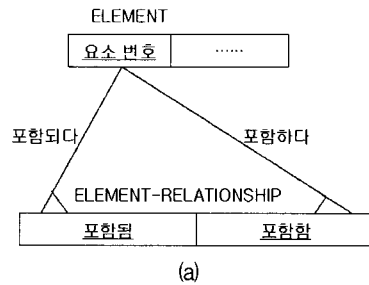 ELEMENT
요소 번호 ......
포함되다 포함하다
ELEMENT-RELATIONSHIP
포함됨 포함함
(a)